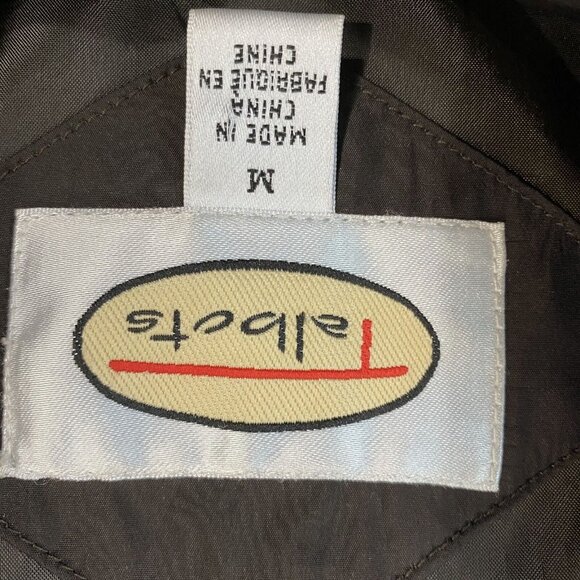 Talbots
M
MADE IN
CHINA
FABRIQUÉ EN
CHINE